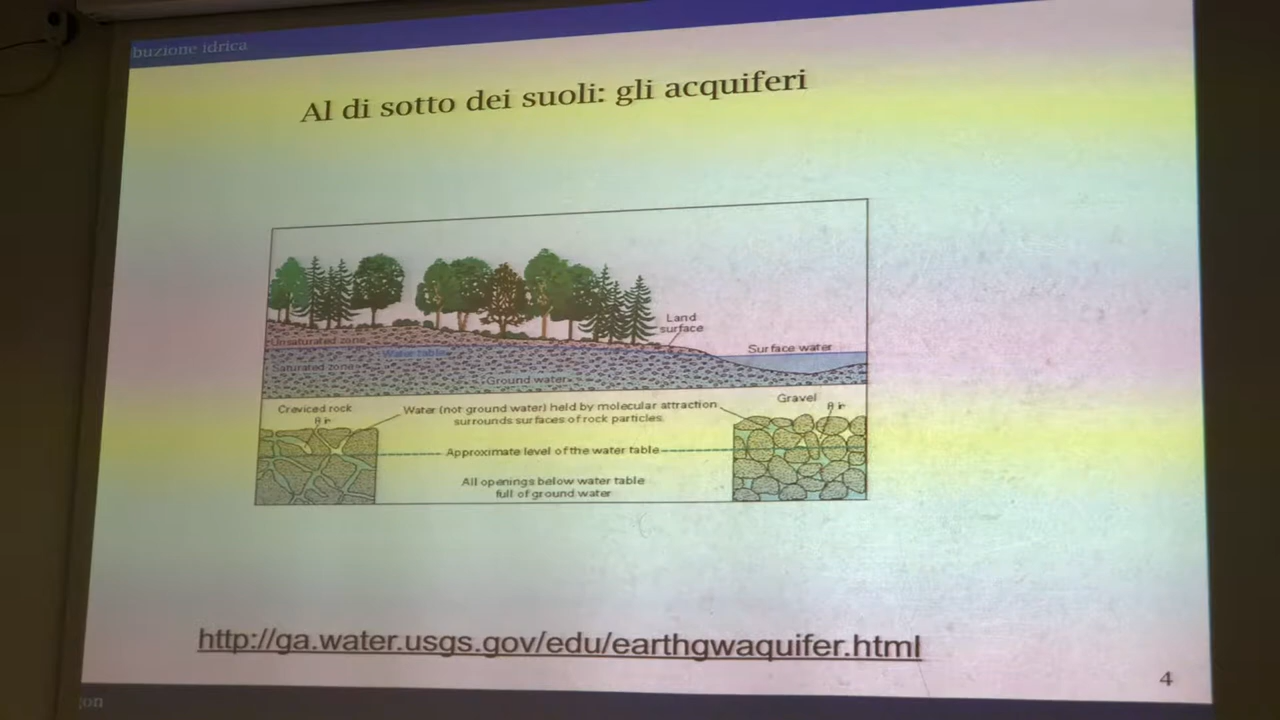 buzione idrica
Al di sotto dei suoli: gli acquiferi
Land
surface
Unsaturated zone
Water table
Surface water
Saturated zone
Ground water
Creviced rock
Air
Water (not ground water) held by molecular attraction
surrounds surfaces of rock particles.
Gravel
Air
Approximate level of the water table
All openings below water table
full of ground water
http://ga.water.usgs.gov/edu/earthgwaquifer.html
4
gon